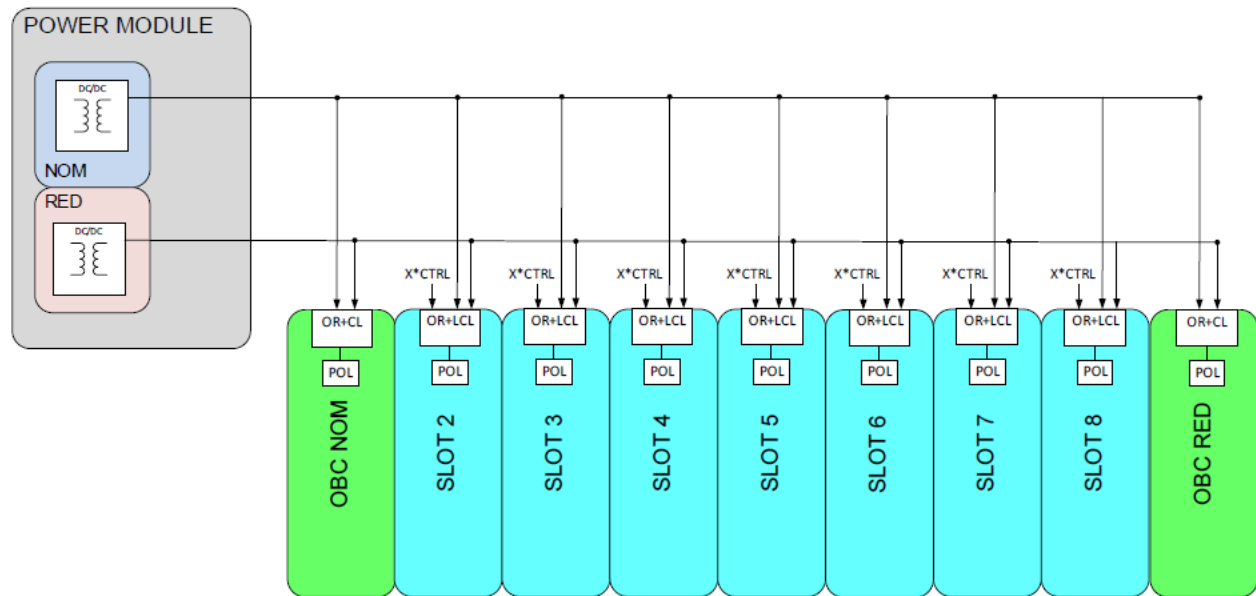 POWER MODULE
DC/DC
NOM
RED
DC/DC
X*CTRL X*CTRL X*CTRL X*CTRL X*CTRL X*CTRL X*CTRL
OR+CL OR+LCL OR+LCL OR+LCL OR+LCL OR+LCL OR+LCL OR+LCL OR+CL
POL POL POL POL POL POL POL POL POL
OBC NOM
SLOT 2
SLOT 3
SLOT 4
SLOT 5
SLOT 6
SLOT 7
SLOT 8
OBC RED